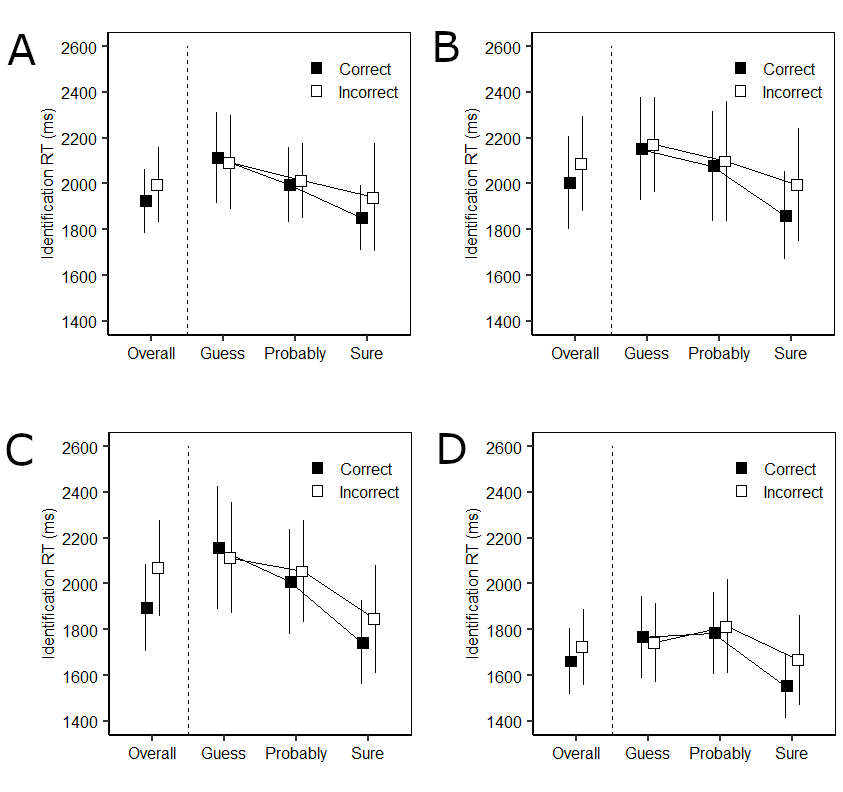 A
Identification RT (ms)
2600
2400
2200
2000
1800
1600
1400
Correct
Incorrect
Overall Guess Probably Sure
B
Identification RT (ms)
2600
2400
2200
2000
1800
1600
1400
Correct
Incorrect
Overall Guess Probably Sure
C
Identification RT (ms)
2600
2400
2200
2000
1800
1600
1400
Correct
Incorrect
Overall Guess Probably Sure
D
Identification RT (ms)
2600
2400
2200
2000
1800
1600
1400
Correct
Incorrect
Overall Guess Probably Sure